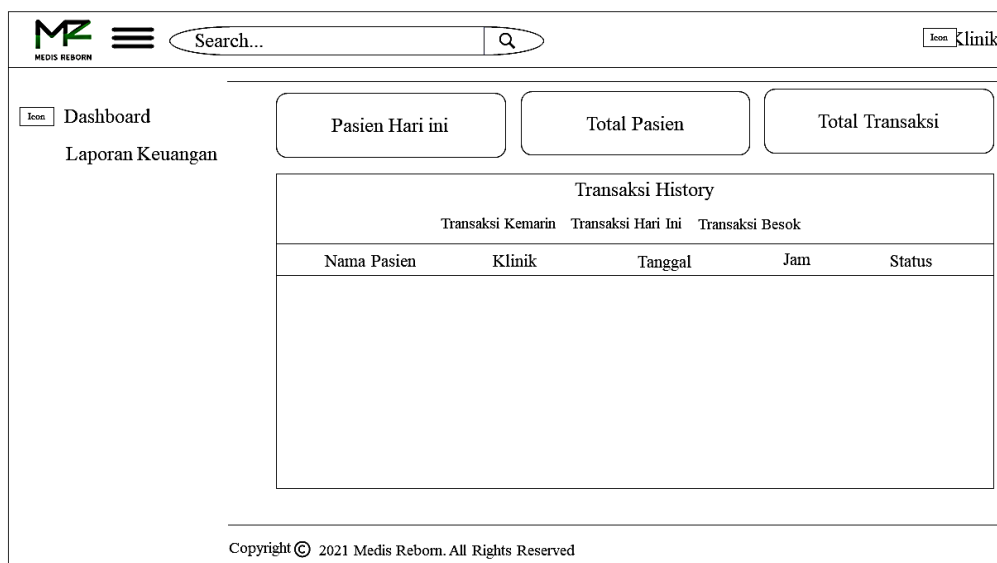 MZ
MEDIS REBORN
Search...
Icon Klinik
Icon Dashboard
Laporan Keuangan
Pasien Hari ini
Total Pasien
Total Transaksi
Transaksi History
Transaksi Kemarin Transaksi Hari Ini Transaksi Besok
Nama Pasien Klinik Tanggal Jam Status
Copyright © 2021 Medis Reborn. All Rights Reserved